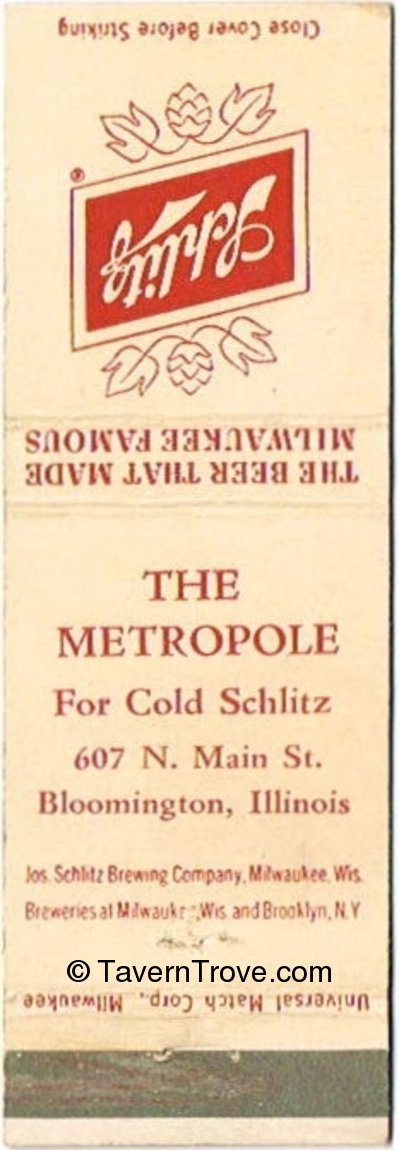 Close Cover Before Striking
Schlitz
®
THE BEER THAT MADE
MILWAUKEE FAMOUS
THE
METROPOLE
For Cold Schlitz
607 N. Main St.
Bloomington, Illinois
Jos. Schlitz Brewing Company, Milwaukee, Wis.
Breweries at Milwaukee, Wis. and Brooklyn, N.Y.
© TavernTrove.com
Universal Match Corp., Milwaukee